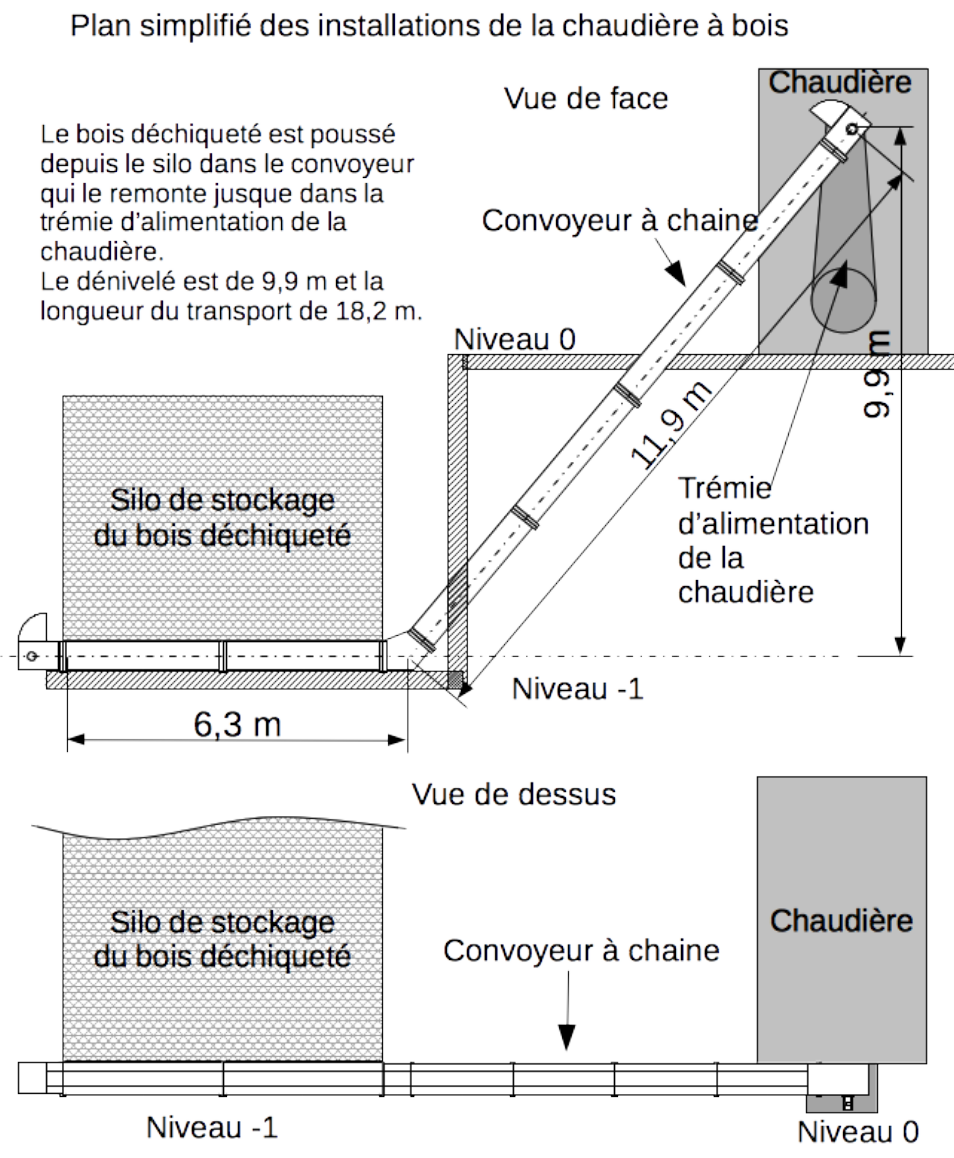 Plan simplifié des installations de la chaudière à bois
Chaudière
Vue de face
Le bois déchiqueté est poussé
depuis le silo dans le convoyeur
qui le remonte jusque dans la
trémie d'alimentation de la
chaudière.
Le dénivelé est de 9,9 m et la
longueur du transport de 18,2 m.
Convoyeur à chaine
Niveau 0
9,9 m
11,9 m
Silo de stockage
du bois déchiqueté
Trémie
d'alimentation
de la
chaudière
Niveau -1
6,3 m
Vue de dessus
Silo de stockage
du bois déchiqueté
Convoyeur à chaine
Chaudière
Niveau -1
Niveau 0